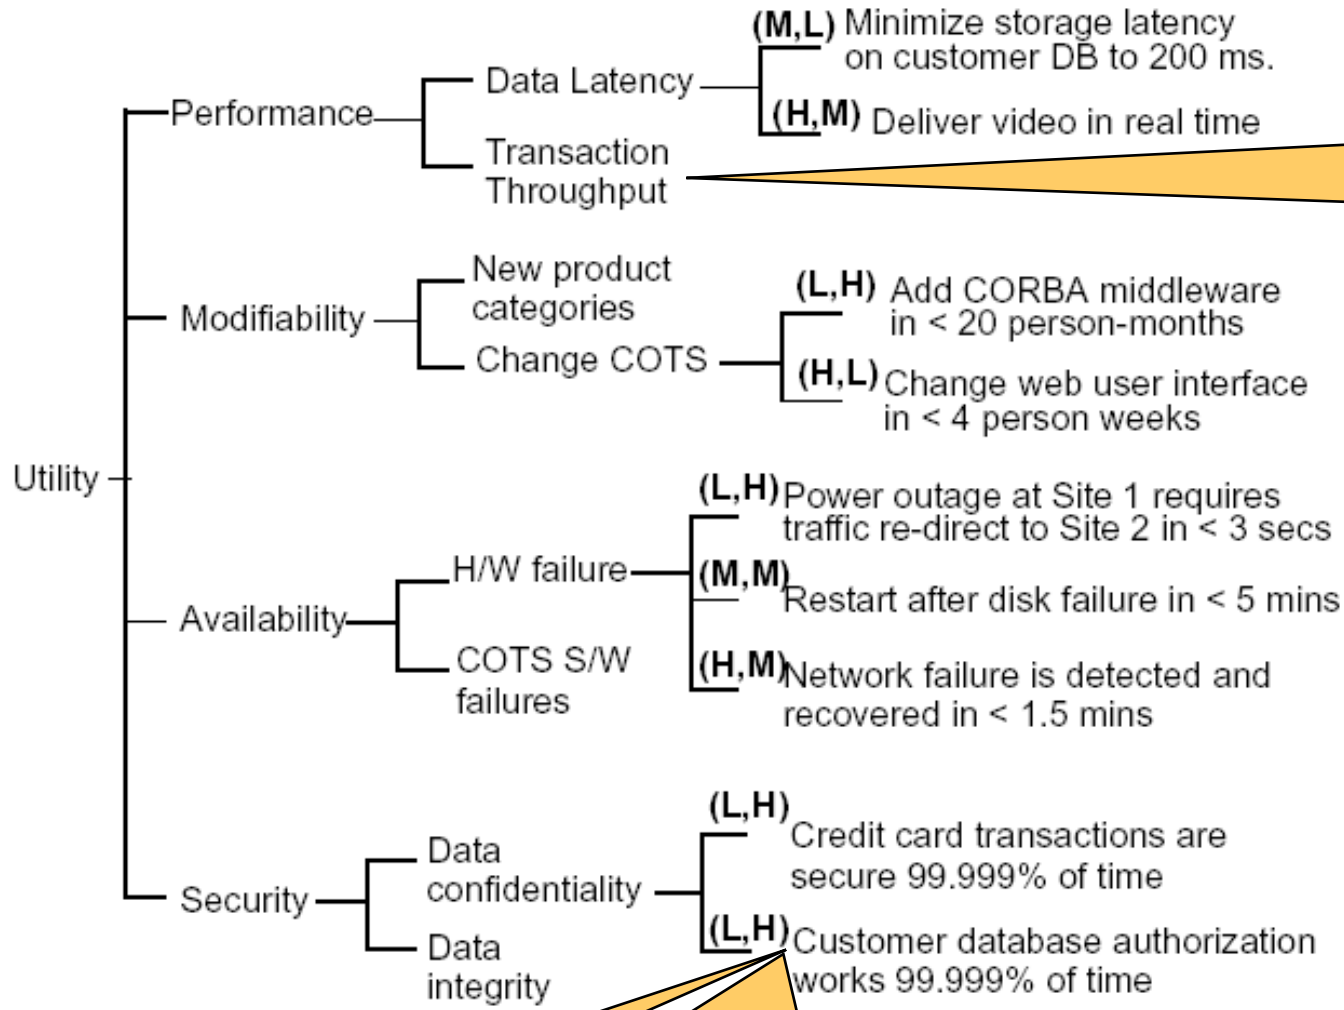 (M,L) Minimize storage latency
on customer DB to 200 ms.
Data Latency
(H,M) Deliver video in real time
Performance
Transaction
Throughput
New product
categories
(L,H) Add CORBA middleware
in < 20 person-months
Modifiability
Change COTS
(H,L) Change web user interface
in < 4 person weeks
Utility
(L,H) Power outage at Site 1 requires
traffic re-direct to Site 2 in < 3 secs
H/W failure
(M,M) Restart after disk failure in < 5 mins
Availability
COTS S/W
failures
(H,M) Network failure is detected and
recovered in < 1.5 mins
(L,H) Credit card transactions are
secure 99.999% of time
Data
confidentiality
Security
(L,H) Customer database authorization
works 99.999% of time
Data
integrity